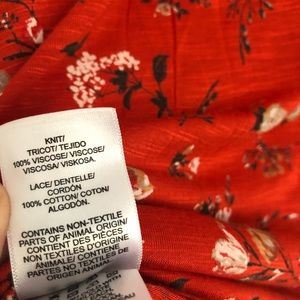 KNIT/
TRICOT/TEJIDO
100% VISCOSE/VISCOSE/
VISCOSA/VISKOSA.
LACE/DENTELLE/
CORDÓN
100% COTTON/COTON/
ALGODÓN.
CONTAINS NON-TEXTILE
PARTS OF ANIMAL ORIGIN/
CONTIENT DES PIÈCES
NON TEXTILES D'ORIGINE
ANIMALE/CONTIENE
PARTES NO TEXTILES DE
ORIGEN ANIMAL.